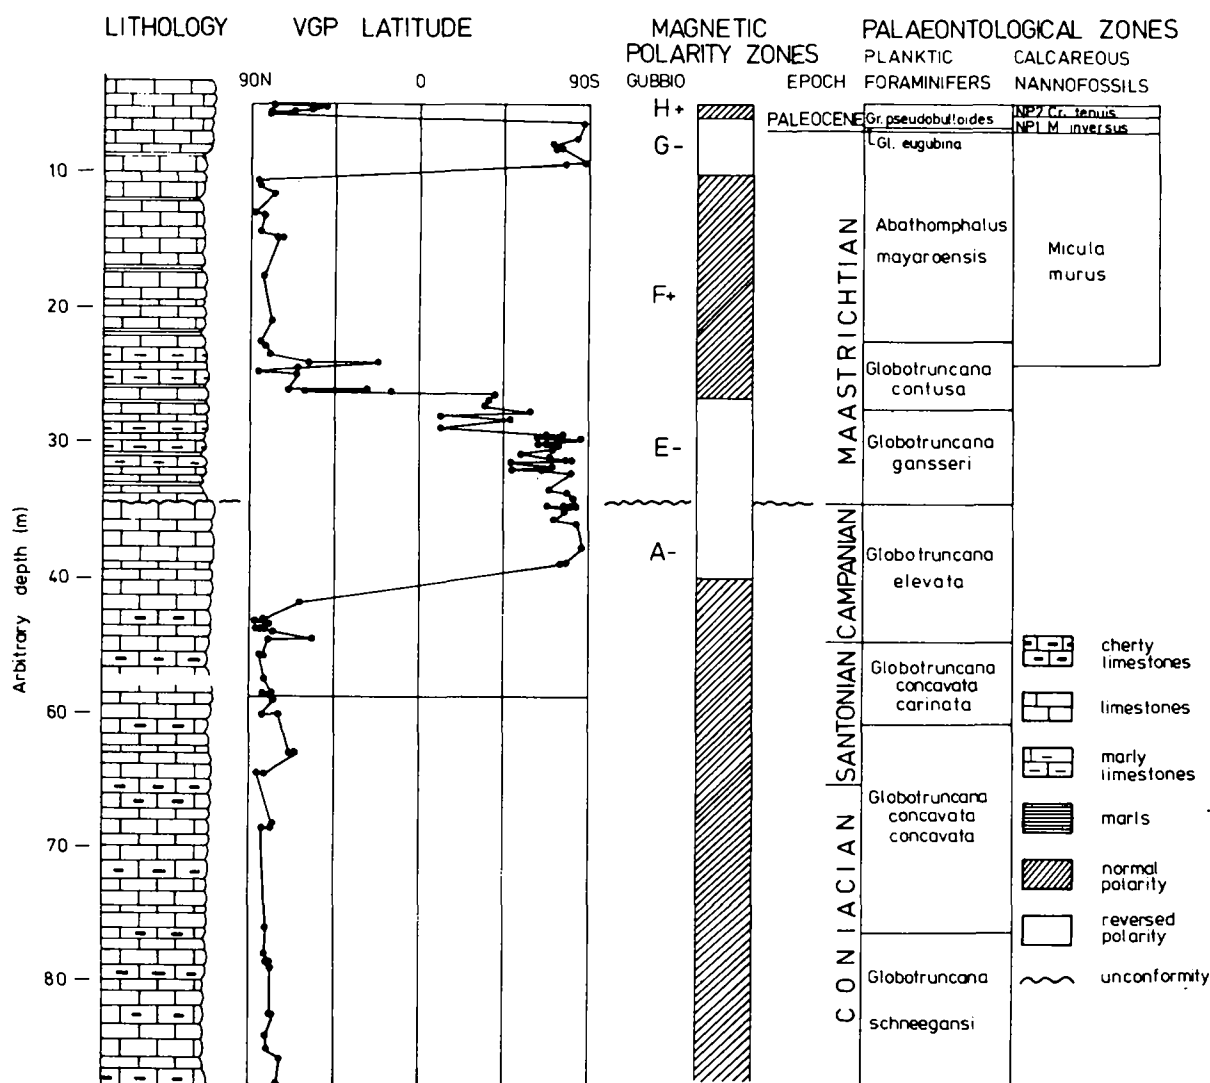 LITHOLOGY VGP LATITUDE MAGNETIC PALAEONTOLOGICAL ZONES
POLARITY ZONES PLANKTIC CALCAREOUS
90N 0 90S GUBBIO EPOCH FORAMINIFERS NANNOFOSSILS
H+ NP2 Cr. tenuis
PALEOCENE Gr. pseudobulloides
NP1 M inversus
G- Gl. eugubina
10
Abathomphalus
mayaroensis
Micula
murus
F+
20
MAASTRICHTIAN
Globotruncana
contusa
30
E-
Globotruncana
gansseri
Arbitrary depth (m)
A-
CAMPANIAN
Globotruncana
elevata
40
SANTONIAN
Globotruncana
concavata
carinata
60
CONIACIAN
Globotruncana
concavata
concavata
70
80
Globotruncana
schneegansi
cherty
limestones
limestones
marly
limestones
marls
normal
polarity
reversed
polarity
unconformity